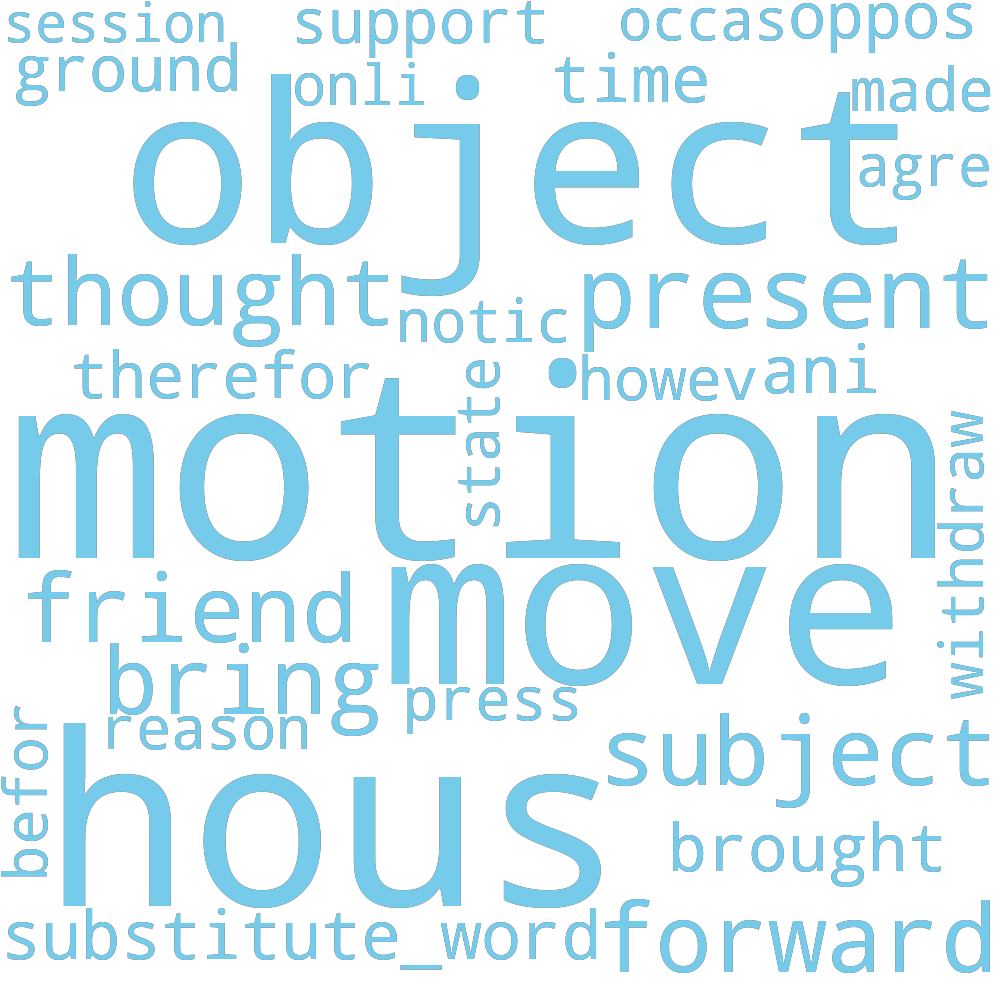 session
support
occas
oppos
ground
onli
time
made
object
agre
thought
present
notic
therefor
state
howev
ani
motion
withdraw
friend
move
bring
press
reason
befor
hous
subject
brought
substitute_word
forward